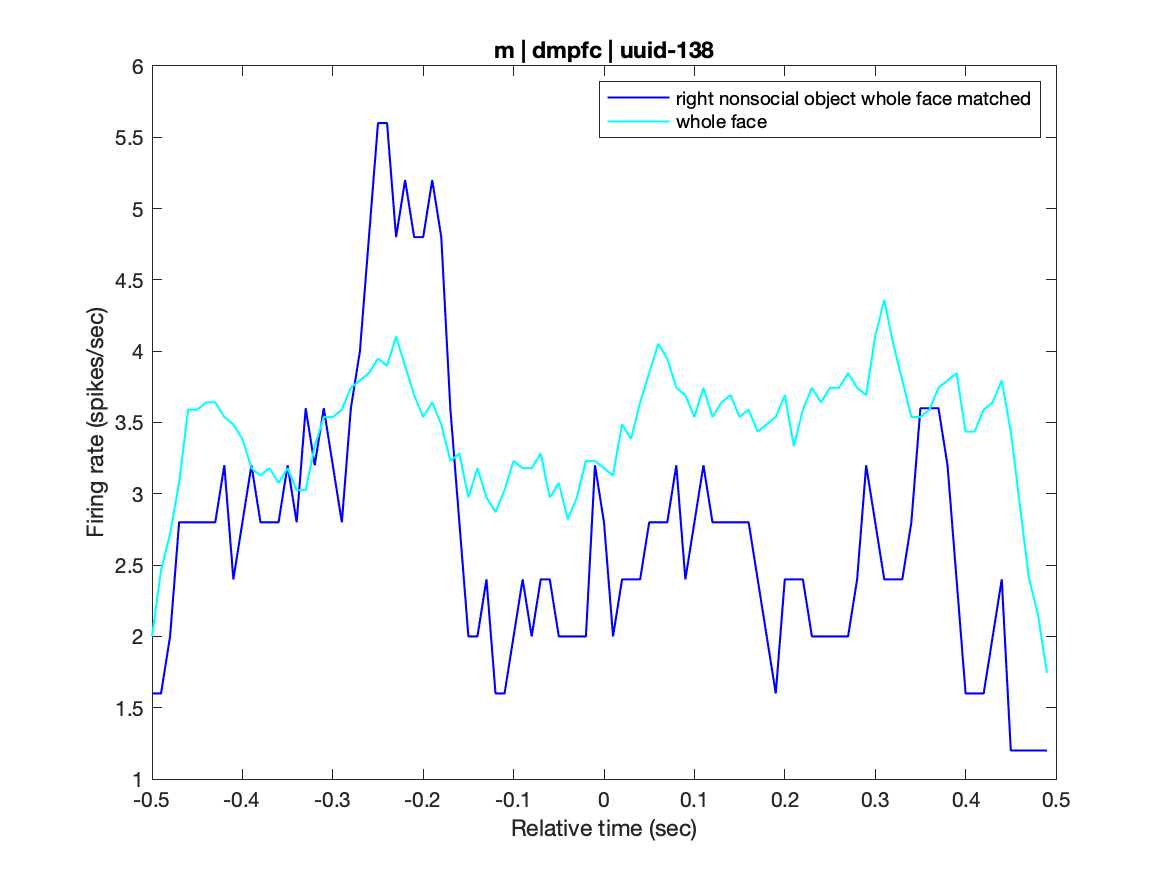 m | dmpfc | uuid-138
right nonsocial object whole face matched
whole face
Firing rate (spikes/sec)
6
5.5
5
4.5
4
3.5
3
2.5
2
1.5
1
-0.5 -0.4 -0.3 -0.2 -0.1 0 0.1 0.2 0.3 0.4 0.5
Relative time (sec)